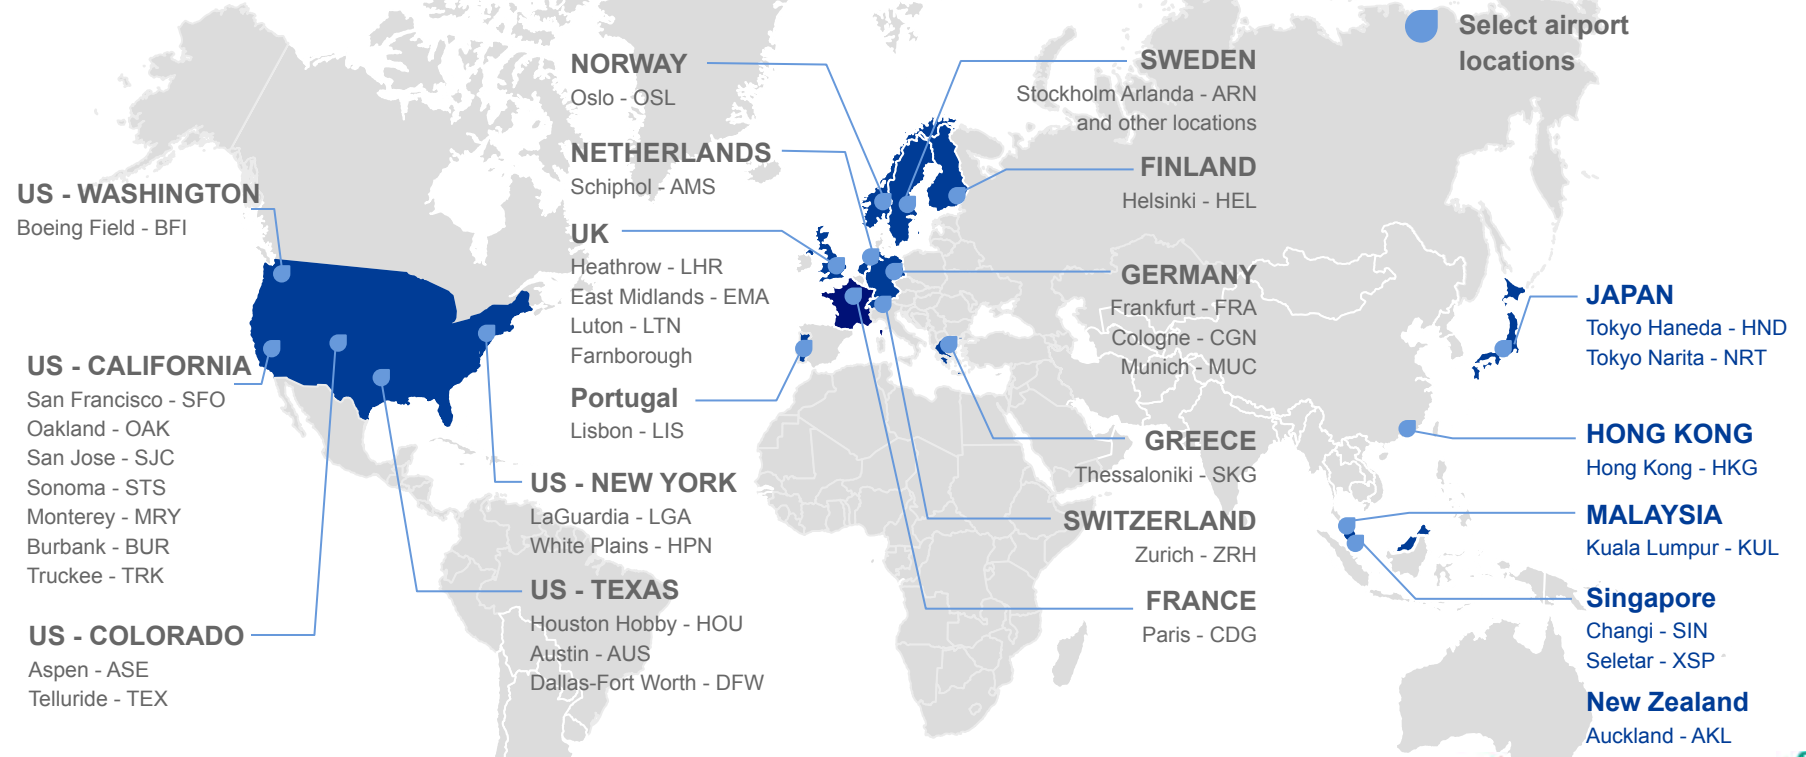 Select airport
locations
US - WASHINGTON
Boeing Field - BFI
US - CALIFORNIA
San Francisco - SFO
Oakland - OAK
San Jose - SJC
Sonoma - STS
Monterey - MRY
Burbank - BUR
Truckee - TRK
US - COLORADO
Aspen - ASE
Telluride - TEX
NORWAY
Oslo - OSL
NETHERLANDS
Schiphol - AMS
UK
Heathrow - LHR
East Midlands - EMA
Luton - LTN
Farnborough
Portugal
Lisbon - LIS
US - NEW YORK
LaGuardia - LGA
White Plains - HPN
US - TEXAS
Houston Hobby - HOU
Austin - AUS
Dallas-Fort Worth - DFW
SWEDEN
Stockholm Arlanda - ARN
and other locations
FINLAND
Helsinki - HEL
GERMANY
Frankfurt - FRA
Cologne - CGN
Munich - MUC
GREECE
Thessaloniki - SKG
SWITZERLAND
Zurich - ZRH
FRANCE
Paris - CDG
JAPAN
Tokyo Haneda - HND
Tokyo Narita - NRT
HONG KONG
Hong Kong - HKG
MALAYSIA
Kuala Lumpur - KUL
Singapore
Changi - SIN
Seletar - XSP
New Zealand
Auckland - AKL